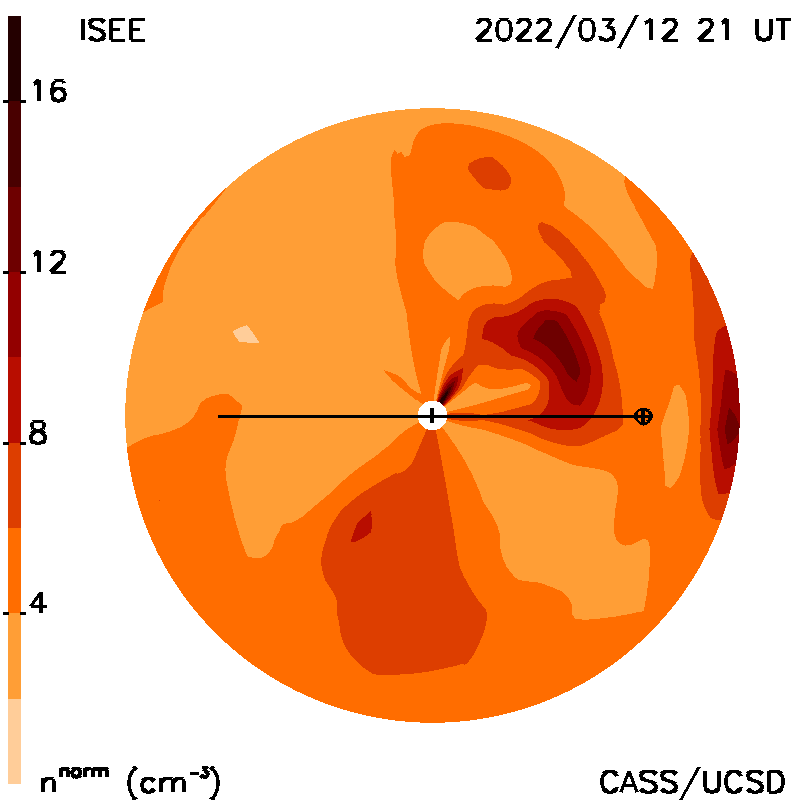 ISEE 2022/03/12 21 UT
16
12
8
4
n^norm (cm^-3) CASS/UCSD